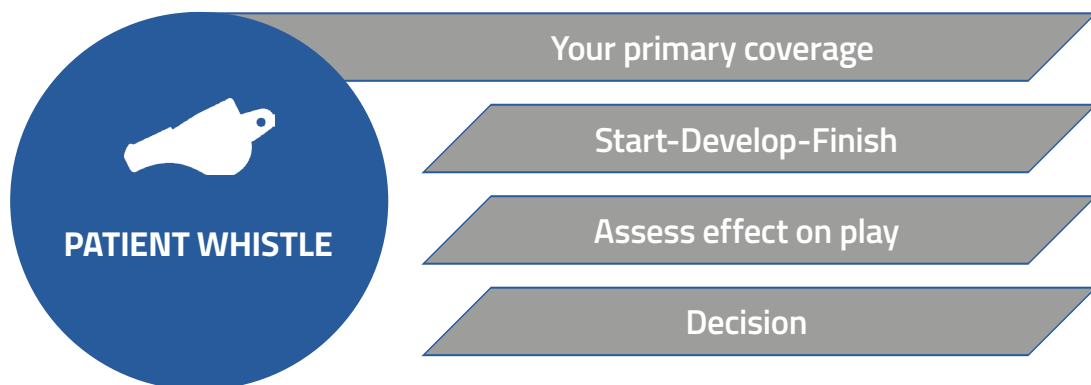 Your primary coverage
Start-Develop-Finish
PATIENT WHISTLE
Assess effect on play
Decision